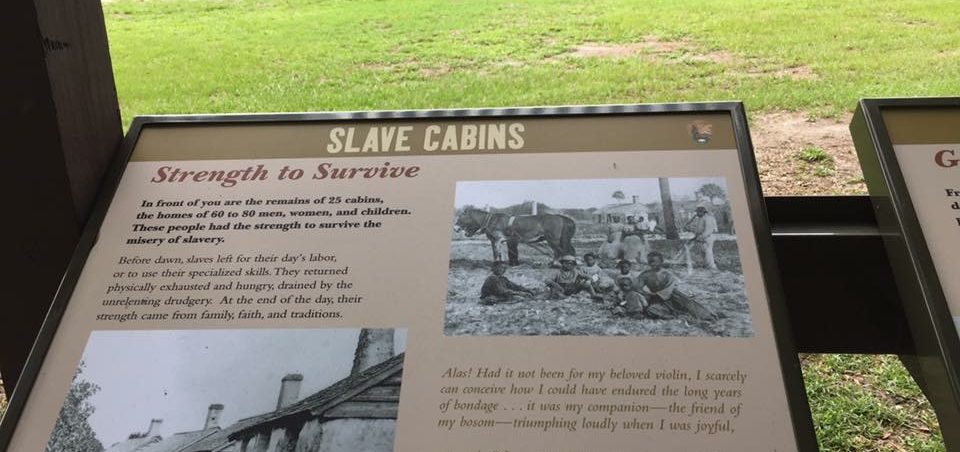 SLAVE CABINS
Strength to Survive
In front of you are the remains of 25 cabins,
the homes of 60 to 80 men, women, and children.
These people had the strength to survive the
misery of slavery.
Before dawn, slaves left for their day's labor,
or to use their specialized skills. They returned
physically exhausted and hungry, drained by the
unrelenting drudgery. At the end of the day, their
strength came from family, faith, and traditions.
Alas! Had it not been for my beloved violin, I scarcely
can conceive how I could have endured the long years
of bondage . . . it was my companion—the friend of
my bosom—triumphing loudly when I was joyful,
G